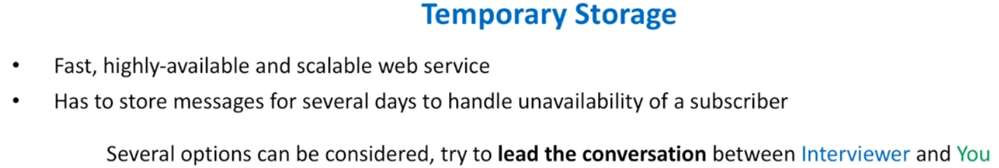 Temporary Storage
• Fast, highly-available and scalable web service
• Has to store messages for several days to handle unavailability of a subscriber
Several options can be considered, try to lead the conversation between Interviewer and You